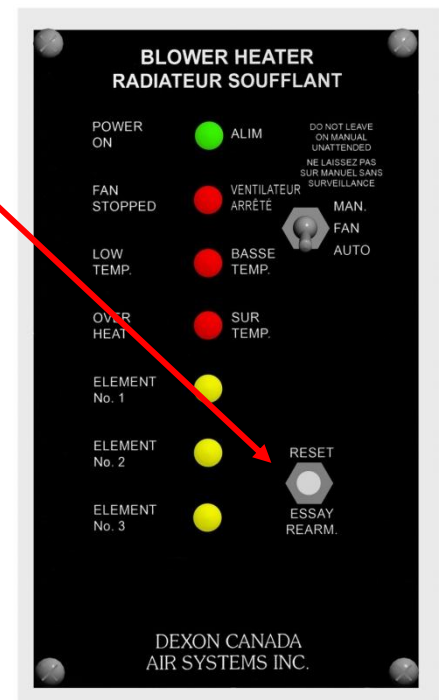 BLOWER HEATER
RADIATEUR SOUFFLANT
POWER
ON
ALIM
DO NOT LEAVE
ON MANUAL
UNATTENDED
NE LAISSEZ PAS
SUR MANUEL SANS
SURVEILLANCE
FAN
STOPPED
VENTILATEUR
ARRÊTÉ
MAN.
FAN
AUTO
LOW
TEMP.
BASSE
TEMP.
OVER
HEAT
SUR
TEMP.
ELEMENT
No. 1
ELEMENT
No. 2
RESET
ELEMENT
No. 3
ESSAY
REARM.
DEXON CANADA
AIR SYSTEMS INC.